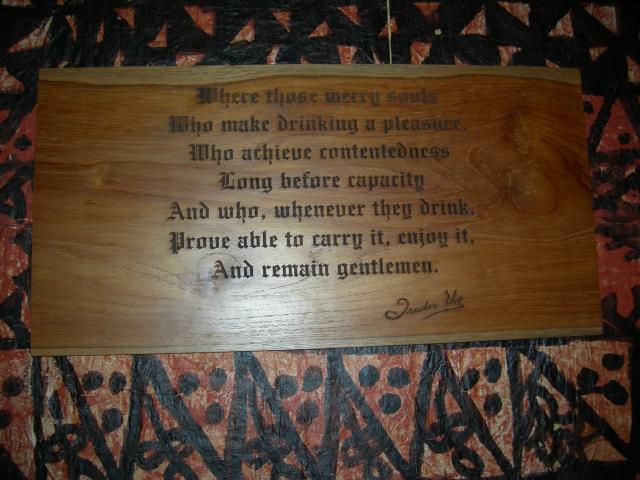 Where those merry souls
Who make drinking a pleasure,
Who achieve contentedness
Long before capacity
And who, whenever they drink,
Prove able to carry it, enjoy it,
And remain gentlemen.
Trader Vic